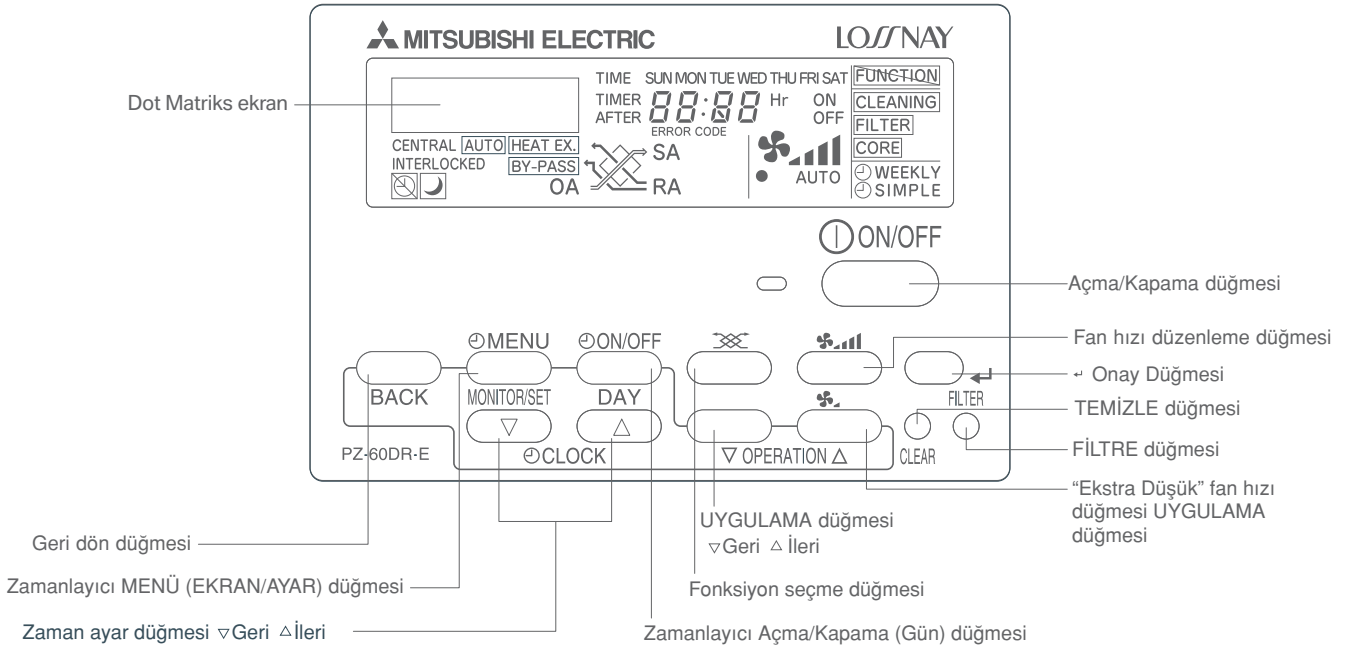 MITSUBISHI ELECTRIC
LOSSNAY
Dot Matriks ekran
TIME SUN MON TUE WED THU FRI SAT
TIMER 88:88 Hr ON
AFTER OFF
ERROR CODE
FUNCTION
CLEANING
FILTER
CORE
WEEKLY
SIMPLE
CENTRAL AUTO HEAT EX. SA
INTERLOCKED BY-PASS
OA RA
AUTO
ON/OFF
Açma/Kapama düğmesi
MENU ON/OFF
Fan hızı düzenleme düğmesi
↵ Onay Düğmesi
BACK MONITOR/SET DAY FILTER
▽ △
TEMİZLE düğmesi
PZ-60DR-E CLOCK ▽ OPERATION △ CLEAR
FİLTRE düğmesi
“Ekstra Düşük” fan hızı
düğmesi UYGULAMA
düğmesi
UYGULAMA düğmesi
▽Geri △ İleri
Geri dön düğmesi
Zamanlayıcı MENÜ (EKRAN/AYAR) düğmesi
Fonksiyon seçme düğmesi
Zaman ayar düğmesi ▽Geri △İleri
Zamanlayıcı Açma/Kapama (Gün) düğmesi